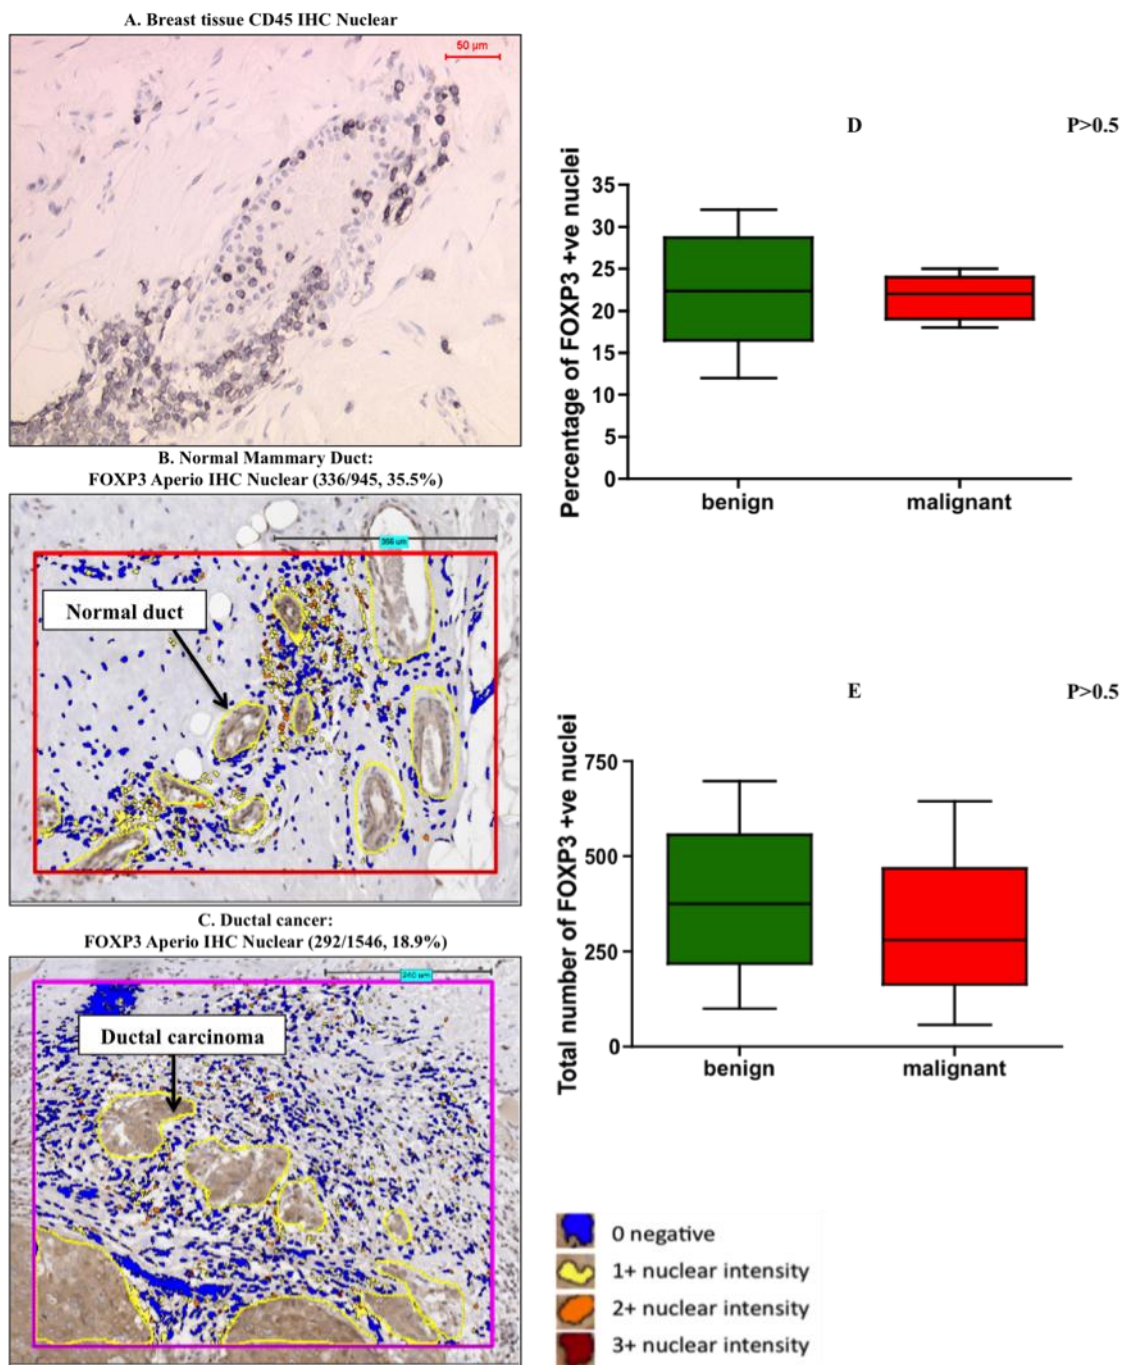 A. Breast tissue CD45 IHC Nuclear
50 µm
B. Normal Mammary Duct:
FOXP3 Aperio IHC Nuclear (336/945, 35.5%)
Normal duct
C. Ductal cancer:
FOXP3 Aperio IHC Nuclear (292/1546, 18.9%)
Ductal carcinoma
D
P>0.5
Percentage of FOXP3 +ve nuclei
35
30
25
20
15
10
5
0
benign
malignant
E
P>0.5
Total number of FOXP3 +ve nuclei
750
500
250
0
benign
malignant
0 negative
1+ nuclear intensity
2+ nuclear intensity
3+ nuclear intensity